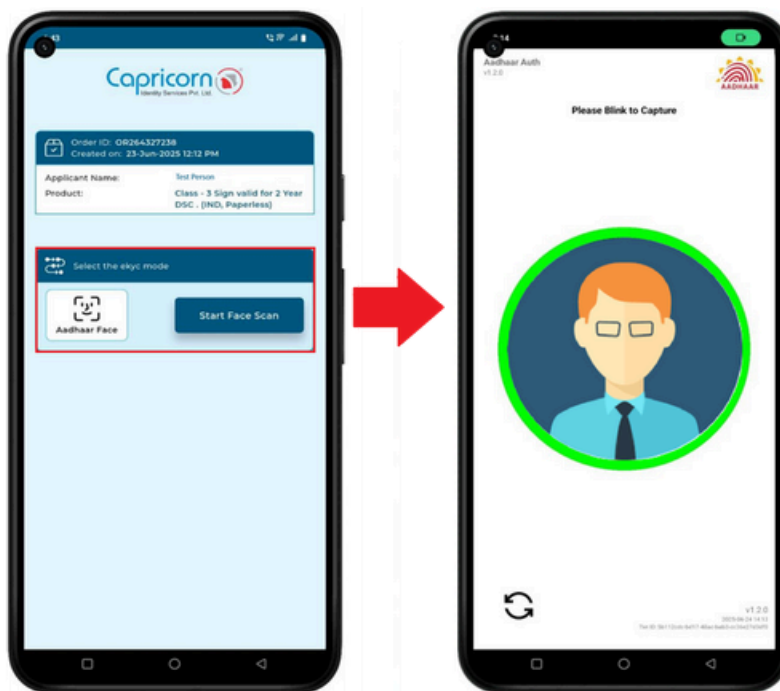 Capricorn
Identity Services Pvt. Ltd.
Order ID: OR264327238
Created on: 23-Jun-2025 12:12 PM
Applicant Name: Test Person
Product: Class - 3 Sign valid for 2 Year
DSC . (IND, Paperless)
Select the ekyc mode
Aadhaar Face
Start Face Scan
Aadhaar Auth
v1.2.0
AADHAAR
Please Blink to Capture
v1.2.0